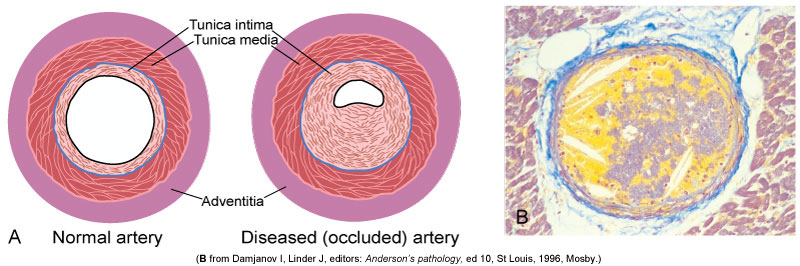 Tunica intima
Tunica media
Adventitia
A
Normal artery
Diseased (occluded) artery
B
(B from Damjanov I, Linder J, editors: Anderson's pathology, ed 10, St Louis, 1996, Mosby.)